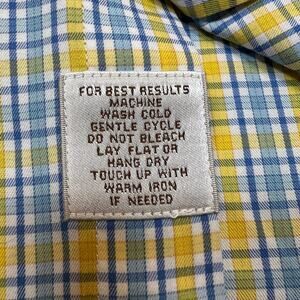 FOR BEST RESULTS
MACHINE
WASH COLD
GENTLE CYCLE
DO NOT BLEACH
LAY FLAT OR
HANG DRY
TOUCH UP WITH
WARM IRON
IF NEEDED